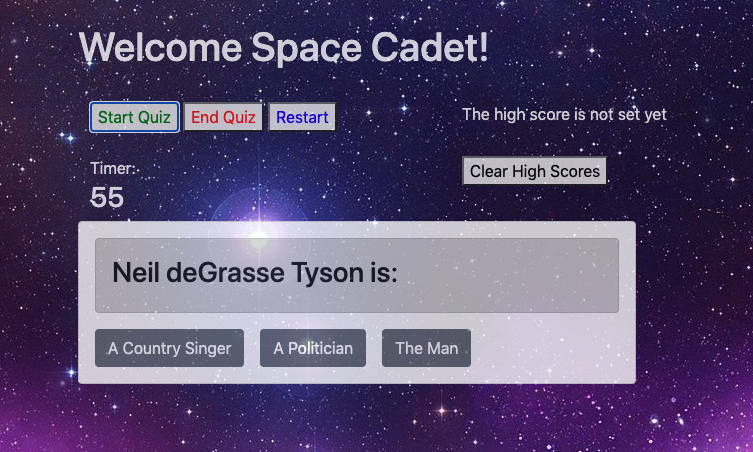 Welcome Space Cadet!
Start Quiz End Quiz Restart
The high score is not set yet
Timer:
55
Clear High Scores
Neil deGrasse Tyson is:
A Country Singer A Politician The Man